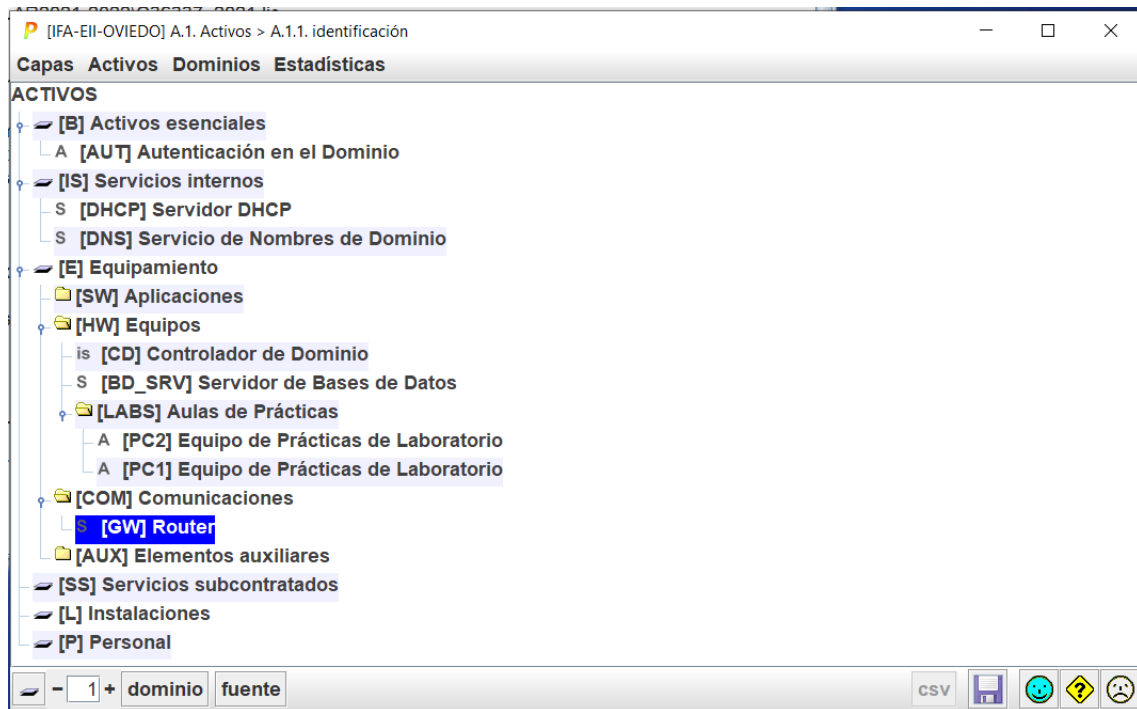 [IFA-EII-OVIEDO] A.1. Activos > A.1.1. identificación
Capas Activos Dominios Estadísticas
ACTIVOS
[B] Activos esenciales
A [AUT] Autenticación en el Dominio
[IS] Servicios internos
S [DHCP] Servidor DHCP
S [DNS] Servicio de Nombres de Dominio
[E] Equipamiento
[SW] Aplicaciones
[HW] Equipos
is [CD] Controlador de Dominio
S [BD_SRV] Servidor de Bases de Datos
[LABS] Aulas de Prácticas
A [PC2] Equipo de Prácticas de Laboratorio
A [PC1] Equipo de Prácticas de Laboratorio
[COM] Comunicaciones
S [GW] Router
[AUX] Elementos auxiliares
[SS] Servicios subcontratados
[L] Instalaciones
[P] Personal
- 1 + dominio fuente csv